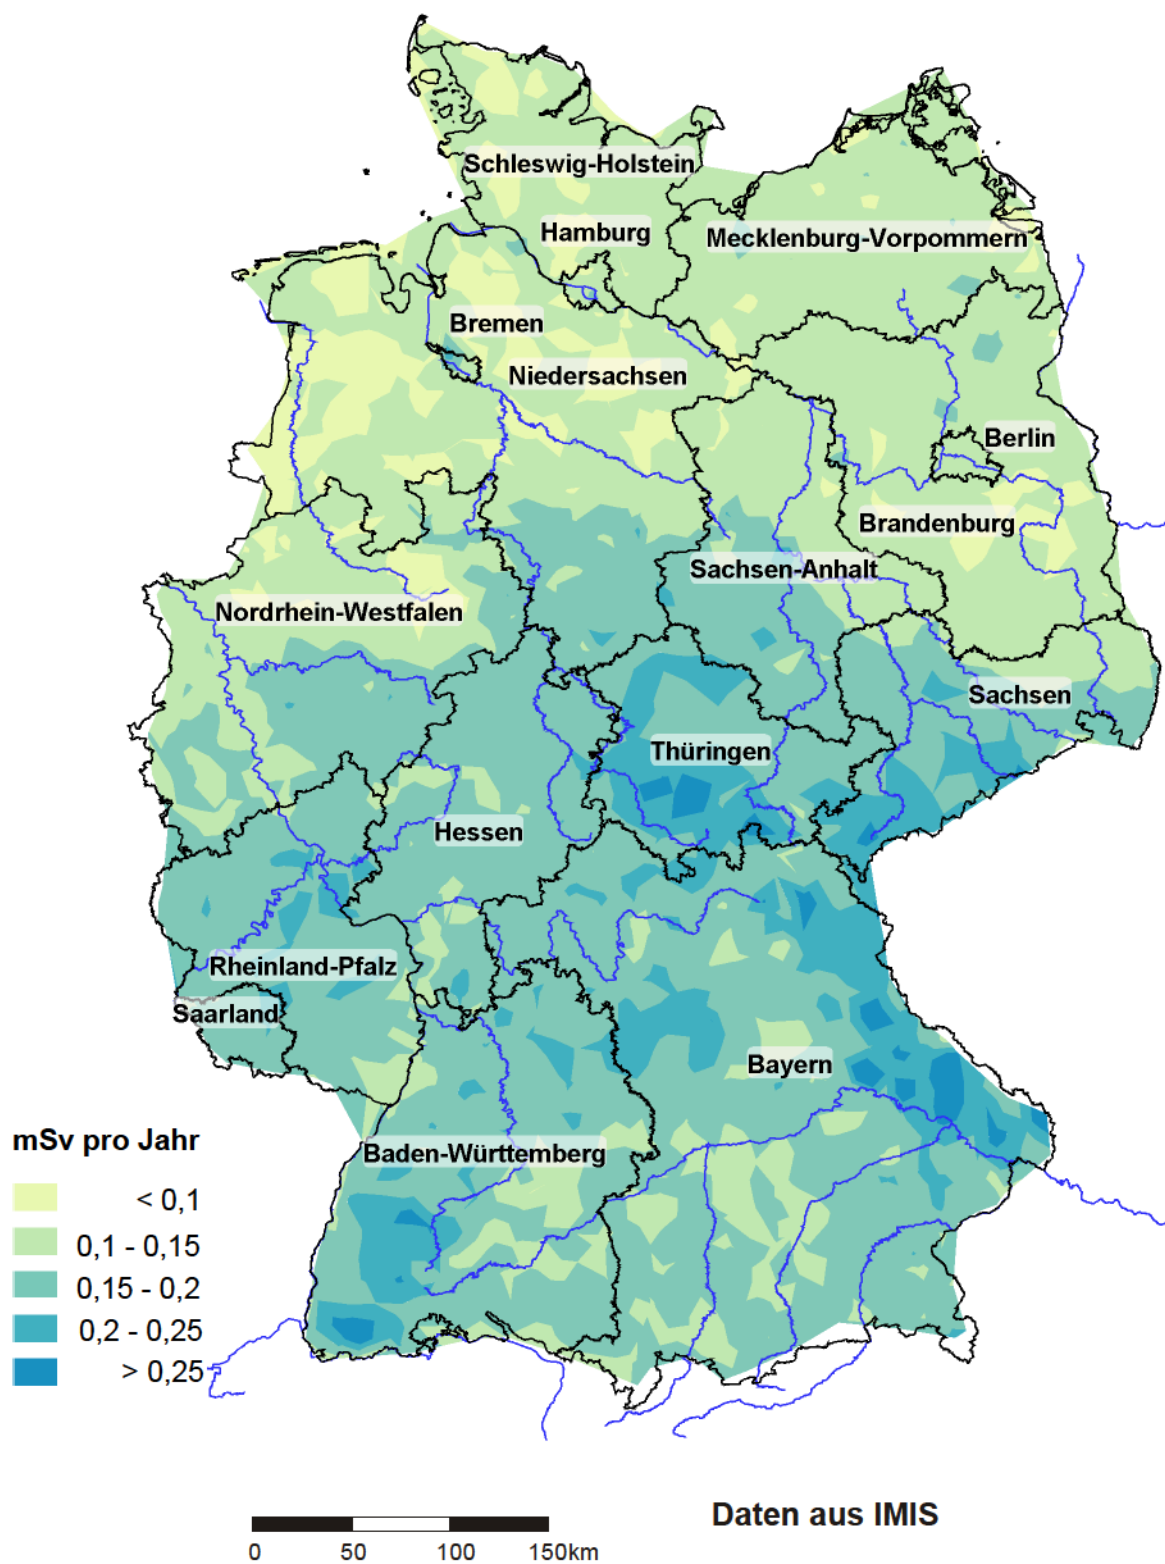 Schleswig-Holstein
Hamburg
Mecklenburg-Vorpommern
Bremen
Niedersachsen
Berlin
Brandenburg
Sachsen-Anhalt
Nordrhein-Westfalen
Sachsen
Thüringen
Hessen
Rheinland-Pfalz
Saarland
Bayern
Baden-Württemberg
mSv pro Jahr
< 0,1
0,1 - 0,15
0,15 - 0,2
0,2 - 0,25
> 0,25
Daten aus IMIS
0 50 100 150km